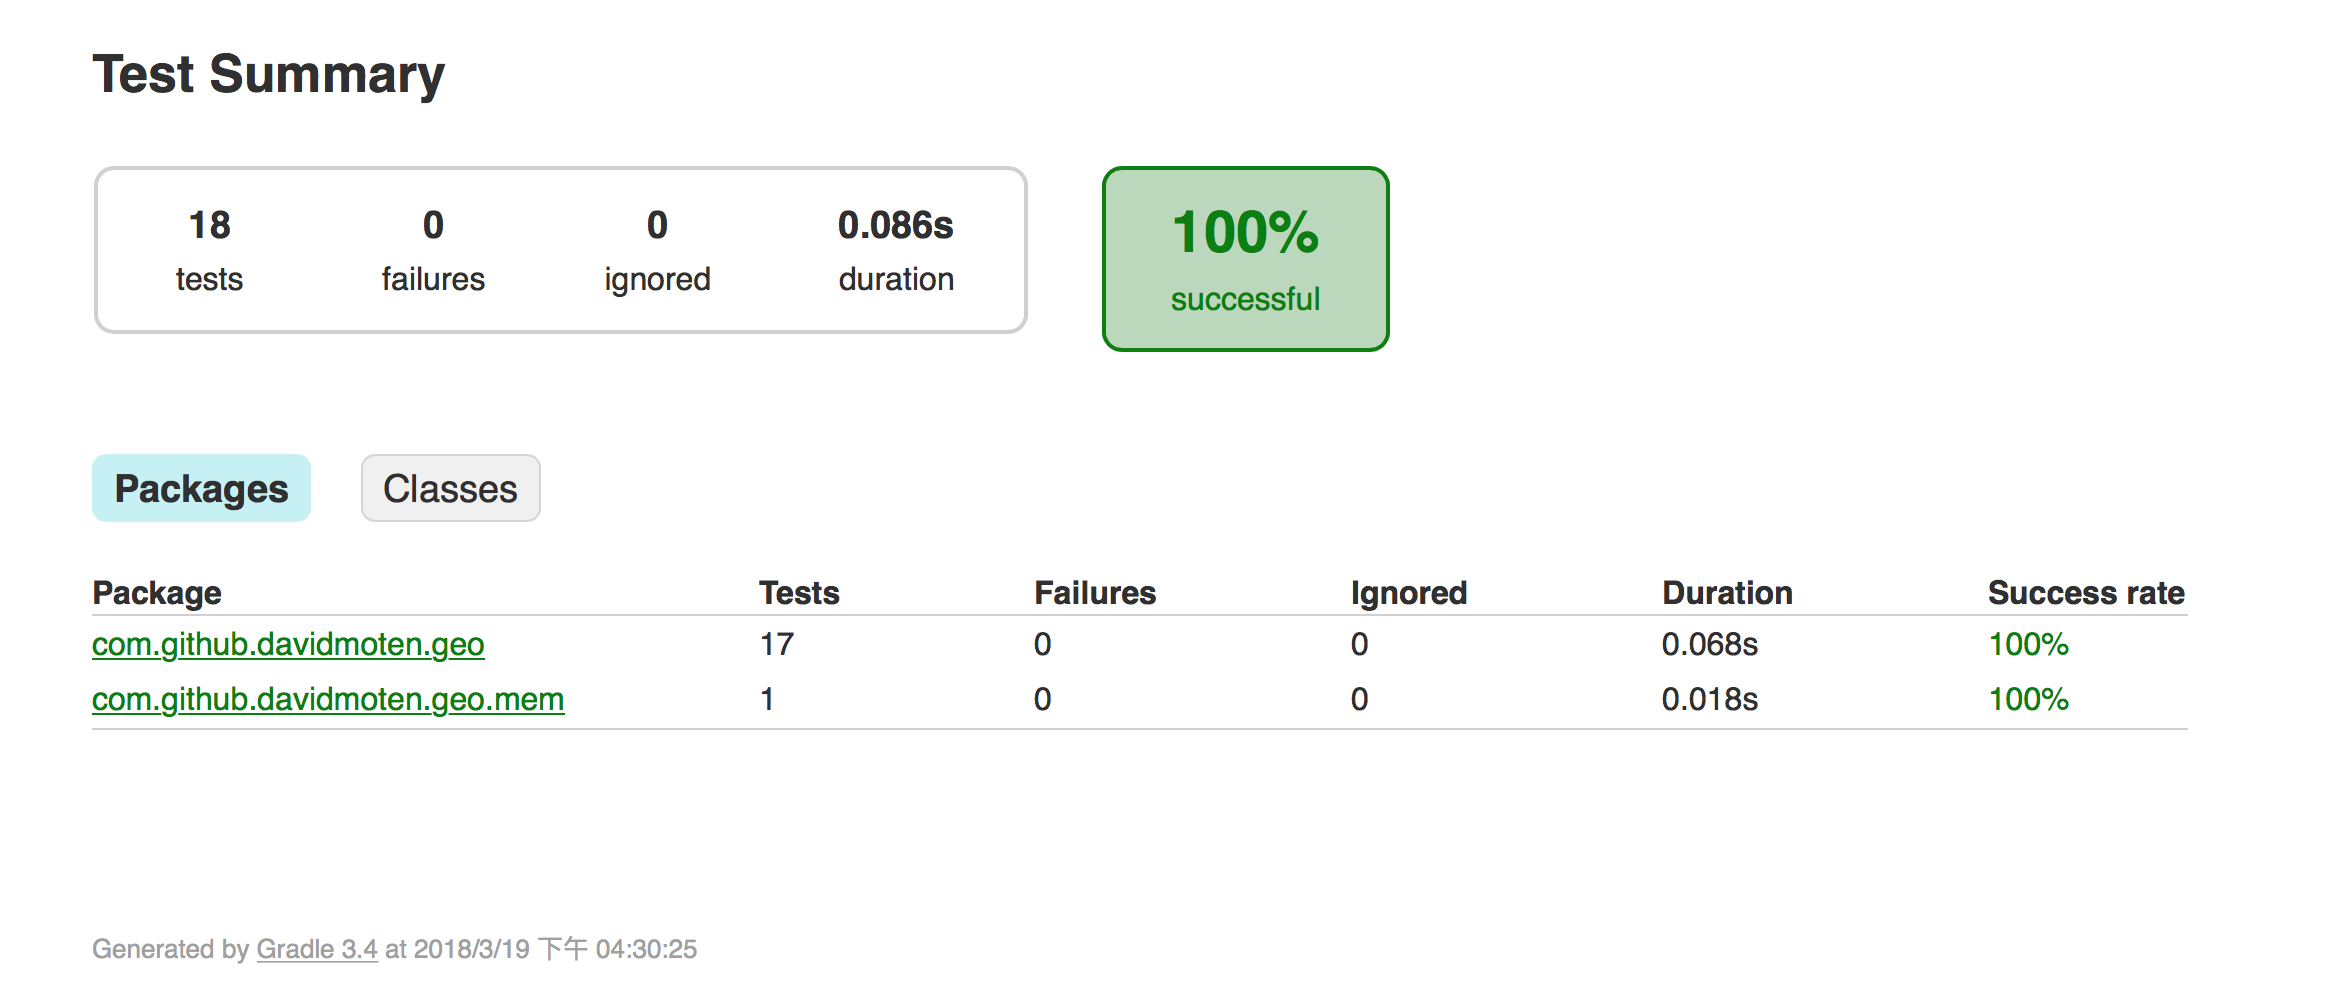 Test Summary
18 0 0 0.086s
tests failures ignored duration
100%
successful
Packages Classes
Package Tests Failures Ignored Duration Success rate
com.github.davidmoten.geo 17 0 0 0.068s 100%
com.github.davidmoten.geo.mem 1 0 0 0.018s 100%
Generated by Gradle 3.4 at 2018/3/19 下午 04:30:25